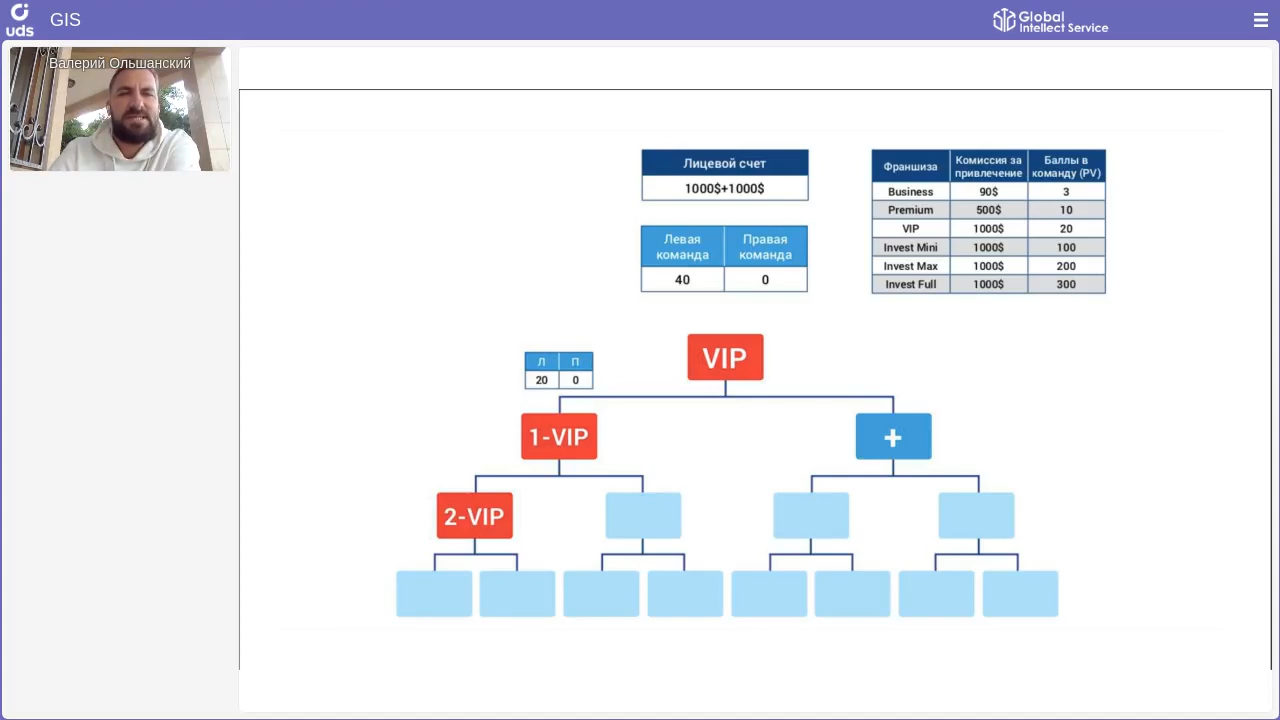 uds
GIS
Global
Intellect Service
Валерий Ольшанский
Лицевой счет
1000$+1000$
Левая команда
Правая команда
40
0
Франшиза
Комиссия за привлечение
Баллы в команду (PV)
Business 90$ 3
Premium 500$ 10
VIP 1000$ 20
Invest Mini 1000$ 100
Invest Max 1000$ 200
Invest Full 1000$ 300
Л П
20 0
VIP
1-VIP
+
2-VIP